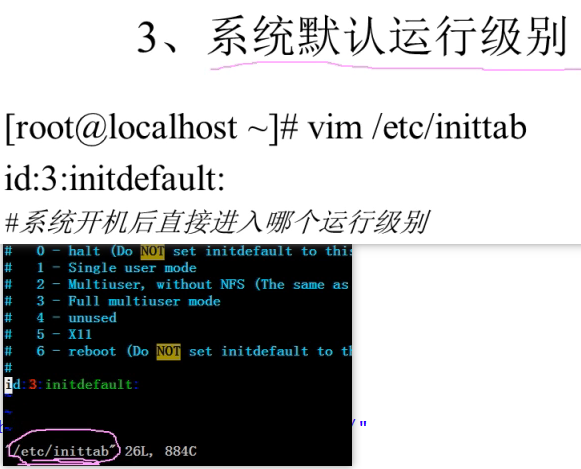 3、系统默认运行级别
[root@localhost ~]# vim /etc/inittab
id:3:initdefault:
#系统开机后直接进入哪个运行级别
#   0 - halt (Do NOT set initdefault to this
#   1 - Single user mode
#   2 - Multiuser, without NFS (The same as
#   3 - Full multiuser mode
#   4 - unused
#   5 - X11
#   6 - reboot (Do NOT set initdefault to th
#
id:3:initdefault:
~
~
/"
"/etc/inittab" 26L, 884C